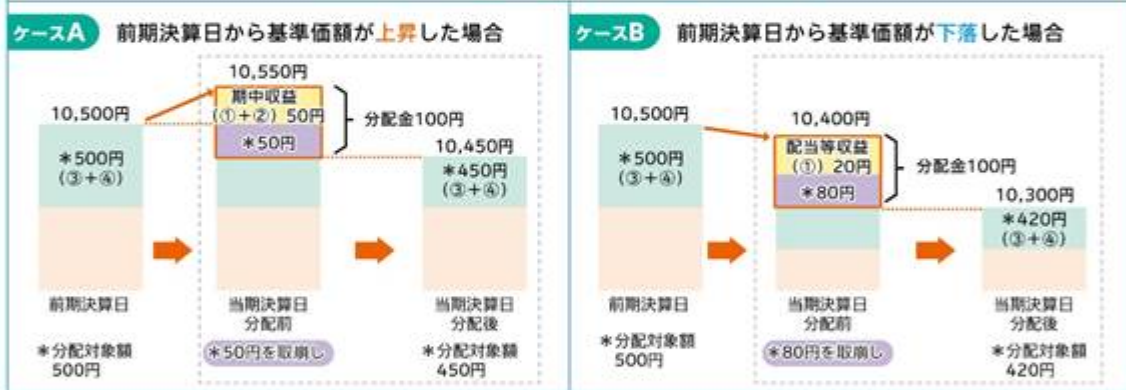 ケースA 前期決算日から基準価額が上昇した場合
10,550円
期中収益
(①+②) 50円
*50円
10,500円
*500円
(③+④)
分配金100円
10,450円
*450円
(③+④)
前期決算日
当期決算日
分配前
当期決算日
分配後
*分配対象額
500円
*50円を取崩し
*分配対象額
450円
ケースB 前期決算日から基準価額が下落した場合
10,500円
*500円
(③+④)
10,400円
配当等収益
(①) 20円
*80円
分配金100円
10,300円
*420円
(③+④)
前期決算日
当期決算日
分配前
当期決算日
分配後
*分配対象額
500円
*80円を取崩し
*分配対象額
420円